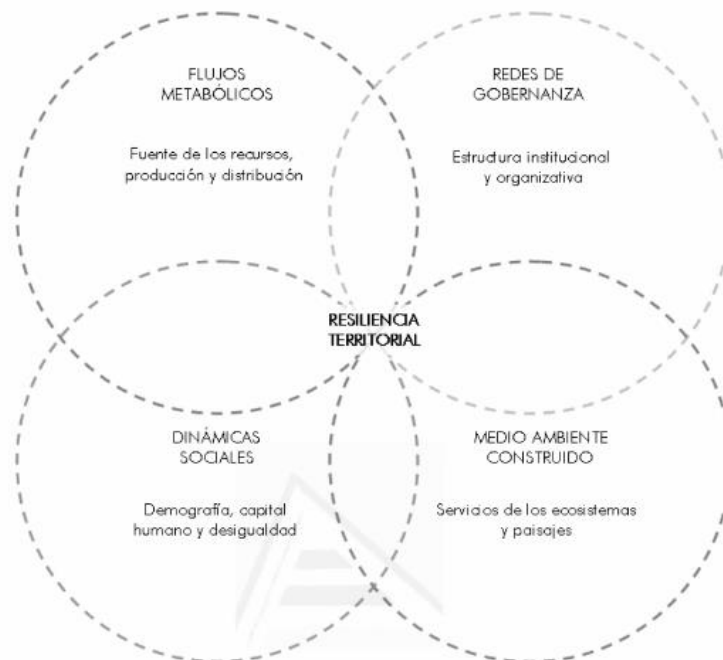 FLUJOS
METABÓLICOS
Fuente de los recursos,
producción y distribución
REDES DE
GOBERNANZA
Estructura institucional
y organizativa
RESILIENCIA
TERRITORIAL
DINÁMICAS
SOCIALES
Demografía, capital
humano y desigualdad
MEDIO AMBIENTE
CONSTRUIDO
Servicios de los ecosistemas
y paisajes